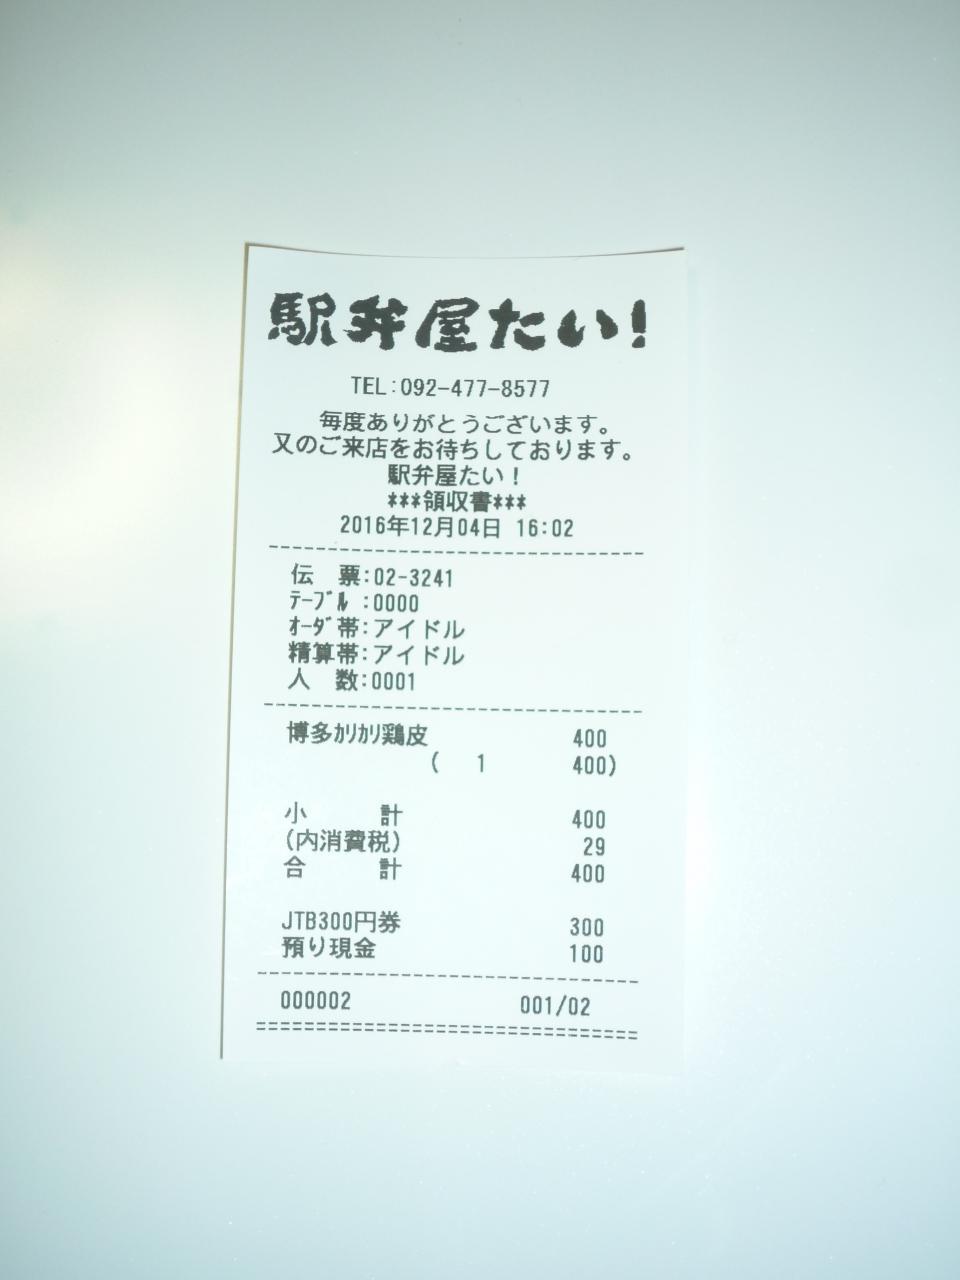 駅弁屋たい!
TEL:092-477-8577
毎度ありがとうございます。
又のご来店をお待ちしております。
駅弁屋たい!
***領収書***
2016年12月04日 16:02
伝 票:02-3241
ﾃｰﾌﾞﾙ :0000
ｵｰﾀﾞ帯:アイドル
精算帯:アイドル
人 数:0001
博多ｶﾘｶﾘ鶏皮 400
( 1 400)
小 計 400
(内消費税) 29
合 計 400
JTB300円券 300
預り現金 100
000002 001/02